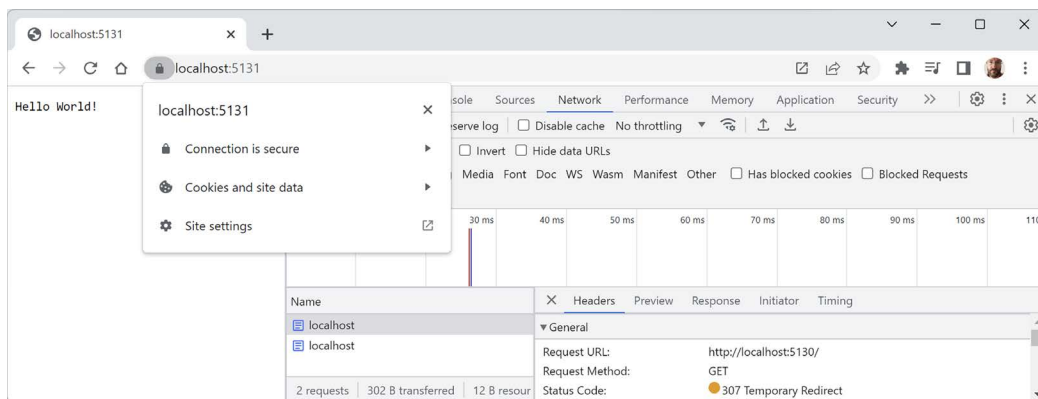 localhost:5131
localhost:5131
Hello World!
localhost:5131
Connection is secure
Cookies and site data
Site settings
sole Sources Network Performance Memory Application Security
eserve log Disable cache No throttling
Invert Hide data URLs
Media Font Doc WS Wasm Manifest Other Has blocked cookies Blocked Requests
30 ms 40 ms 50 ms 60 ms 70 ms 80 ms 90 ms 100 ms 110
Name
localhost
localhost
2 requests 302 B transferred 12 B resour
Headers Preview Response Initiator Timing
General
Request URL: http://localhost:5130/
Request Method: GET
Status Code: 307 Temporary Redirect